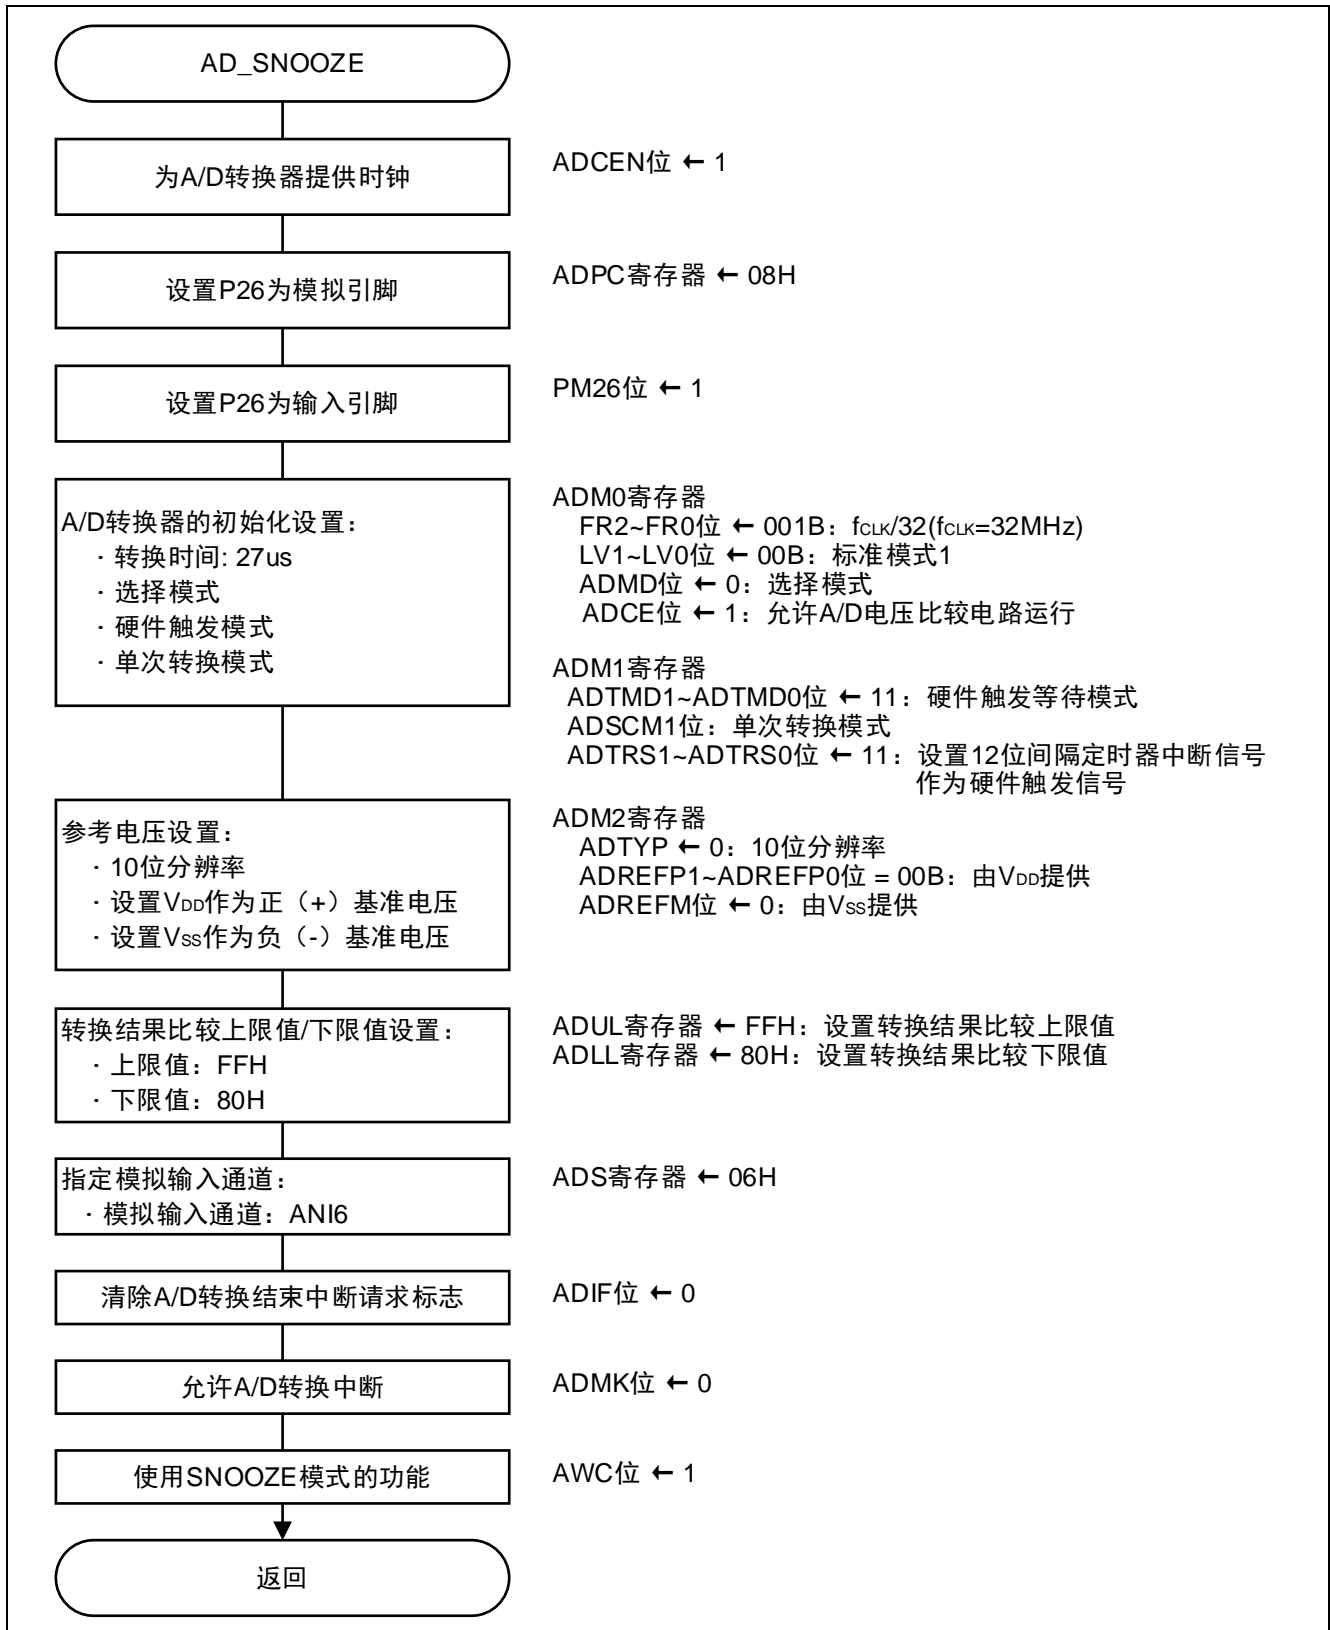 AD_SNOOZE
为A/D转换器提供时钟
ADCEN位 ← 1
设置P26为模拟引脚
ADPC寄存器 ← 08H
设置P26为输入引脚
PM26位 ← 1
A/D转换器的初始化设置：
· 转换时间: 27us
· 选择模式
· 硬件触发模式
· 单次转换模式
ADM0寄存器
FR2~FR0位 ← 001B：fCLK/32(fCLK=32MHz)
LV1~LV0位 ← 00B：标准模式1
ADMD位 ← 0：选择模式
ADCE位 ← 1：允许A/D电压比较电路运行
ADM1寄存器
ADTMD1~ADTMD0位 ← 11：硬件触发等待模式
ADSCM1位：单次转换模式
ADTRS1~ADTRS0位 ← 11：设置12位间隔定时器中断信号
作为硬件触发信号
参考电压设置：
· 10位分辨率
· 设置VDD作为正（+）基准电压
· 设置VSS作为负（-）基准电压
ADM2寄存器
ADTYP ← 0：10位分辨率
ADREFP1~ADREFP0位 = 00B：由VDD提供
ADREFM位 ← 0：由VSS提供
转换结果比较上限值/下限值设置：
· 上限值：FFH
· 下限值：80H
ADUL寄存器 ← FFH：设置转换结果比较上限值
ADLL寄存器 ← 80H：设置转换结果比较下限值
指定模拟输入通道：
· 模拟输入通道：ANI6
ADS寄存器 ← 06H
清除A/D转换结束中断请求标志
ADIF位 ← 0
允许A/D转换中断
ADMK位 ← 0
使用SNOOZE模式的功能
AWC位 ← 1
返回